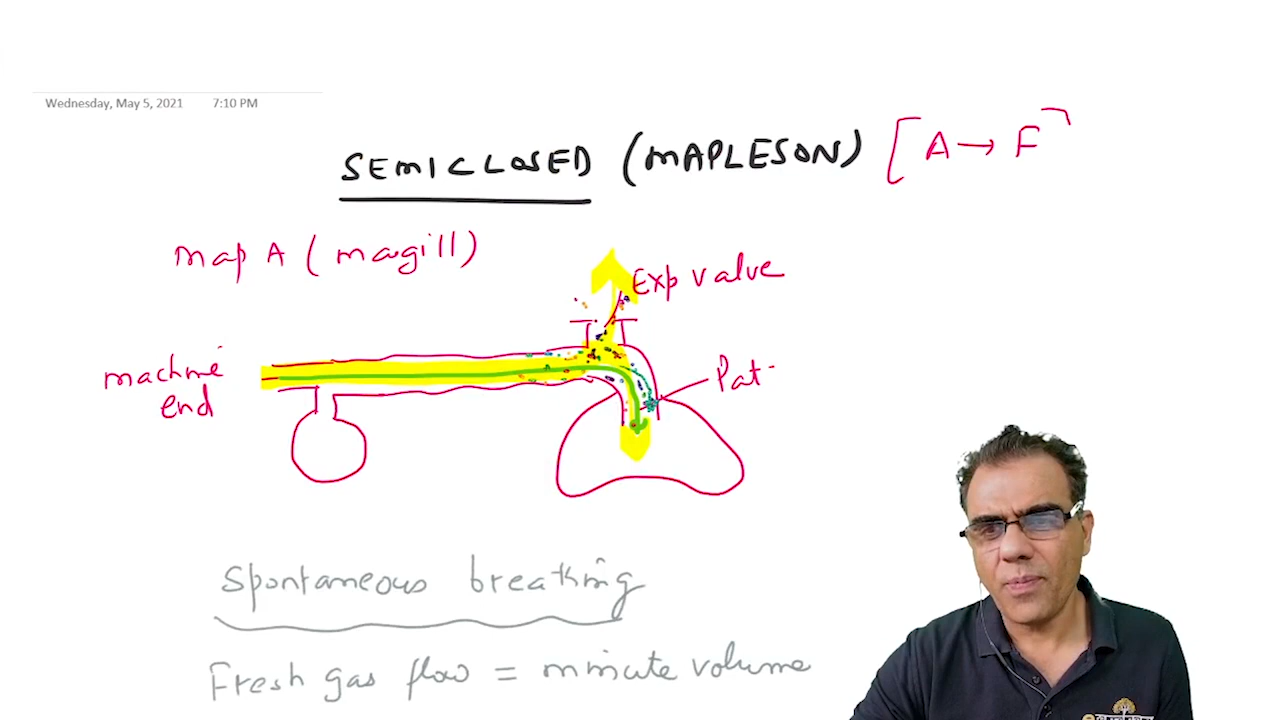 Wednesday, May 5, 2021 7:10 PM
SEMICLOSED (MAPLESON) [A → F]
map A (magill)
Exp valve
machine end
Pat-
Spontaneous breathing
Fresh gas flow = minute volume